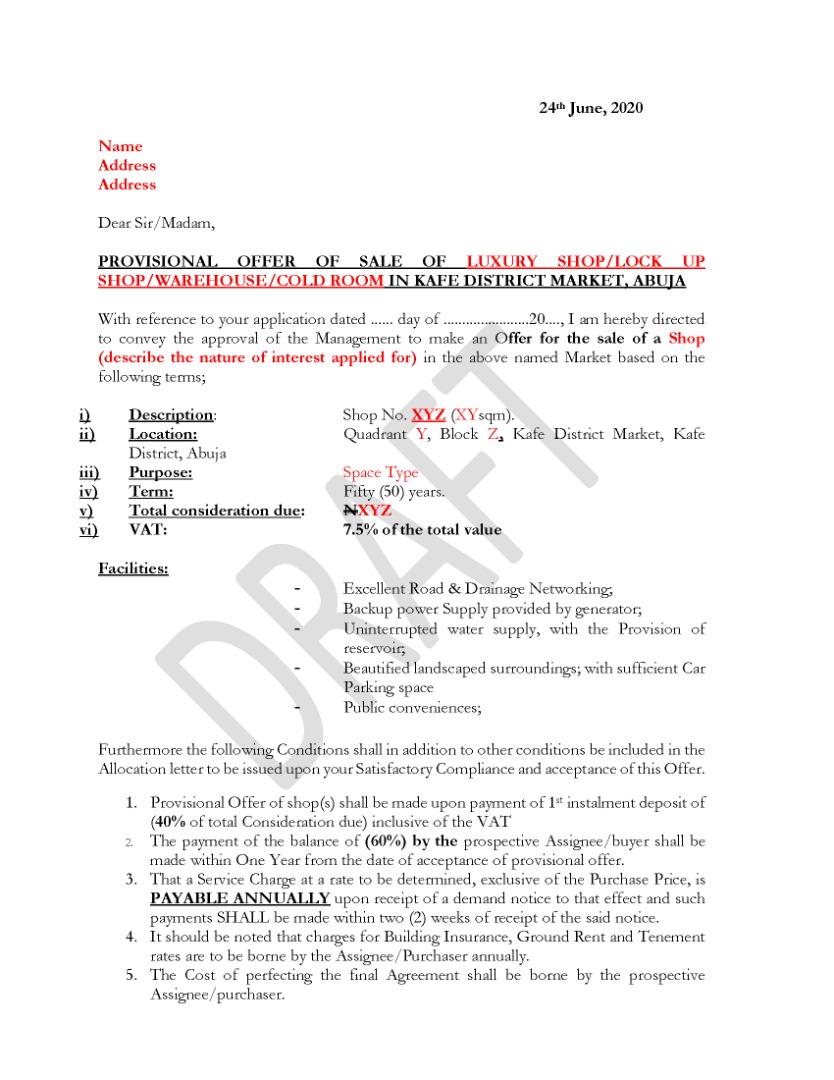 24th June, 2020
Name
Address
Address
Dear Sir/Madam,
PROVISIONAL OFFER OF SALE OF LUXURY SHOP/LOCK UP
SHOP/WAREHOUSE/COLD ROOM IN KAFE DISTRICT MARKET, ABUJA
With reference to your application dated ...... day of .......................20...., I am hereby directed
to convey the approval of the Management to make an Offer for the sale of a Shop
(describe the nature of interest applied for) in the above named Market based on the
following terms;
i) Description: Shop No. XYZ (XYsqm).
ii) Location: Quadrant Y, Block Z, Kafe District Market, Kafe
District, Abuja
iii) Purpose: Space Type
iv) Term: Fifty (50) years.
v) Total consideration due: NXYZ
vi) VAT: 7.5% of the total value
Facilities:
- Excellent Road & Drainage Networking;
- Backup power Supply provided by generator;
- Uninterrupted water supply, with the Provision of
reservoir;
- Beautified landscaped surroundings; with sufficient Car
Parking space
- Public conveniences;
Furthermore the following Conditions shall in addition to other conditions be included in the
Allocation letter to be issued upon your Satisfactory Compliance and acceptance of this Offer.
1. Provisional Offer of shop(s) shall be made upon payment of 1st instalment deposit of
(40% of total Consideration due) inclusive of the VAT
2. The payment of the balance of (60%) by the prospective Assignee/buyer shall be
made within One Year from the date of acceptance of provisional offer.
3. That a Service Charge at a rate to be determined, exclusive of the Purchase Price, is
PAYABLE ANNUALLY upon receipt of a demand notice to that effect and such
payments SHALL be made within two (2) weeks of receipt of the said notice.
4. It should be noted that charges for Building Insurance, Ground Rent and Tenement
rates are to be borne by the Assignee/Purchaser annually.
5. The Cost of perfecting the final Agreement shall be borne by the prospective
Assignee/purchaser.
DRAFT